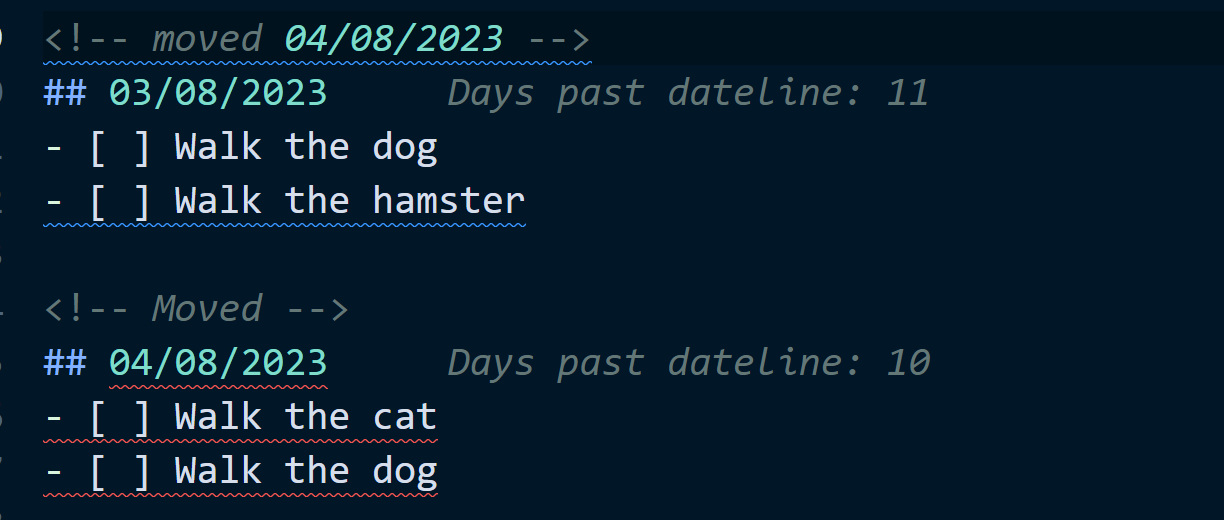 <!-- moved 04/08/2023 -->
## 03/08/2023 Days past dateline: 11
- [ ] Walk the dog
- [ ] Walk the hamster
<!-- Moved -->
## 04/08/2023 Days past dateline: 10
- [ ] Walk the cat
- [ ] Walk the dog